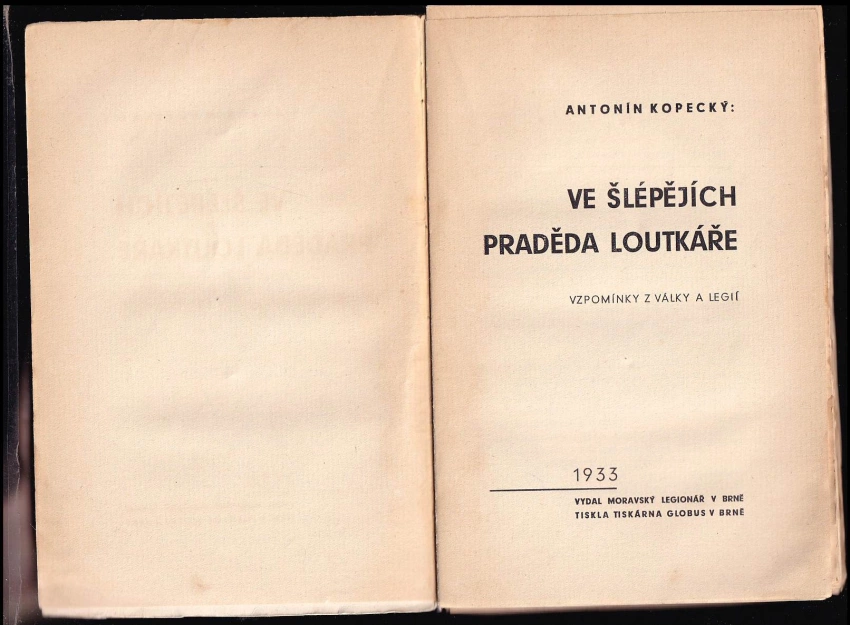 ANTONÍN KOPECKÝ:
VE ŠLÉPĚJÍCH
PRADĚDA LOUTKÁŘE
VZPOMÍNKY Z VÁLKY A LEGIÍ
1933
VYDAL MORAVSKÝ LEGIONÁŘ V BRNĚ
TISKLA TISKÁRNA GLOBUS V BRNĚ